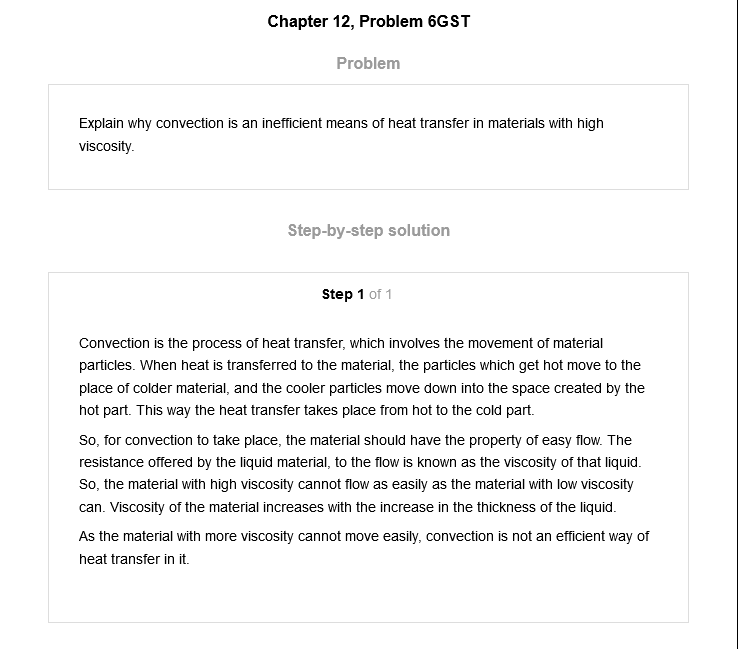 Chapter 12, Problem 6GST
Problem
Explain why convection is an inefficient means of heat transfer in materials with high
viscosity.
Step-by-step solution
Step 1 of 1
Convection is the process of heat transfer, which involves the movement of material
particles. When heat is transferred to the material, the particles which get hot move to the
place of colder material, and the cooler particles move down into the space created by the
hot part. This way the heat transfer takes place from hot to the cold part.
So, for convection to take place, the material should have the property of easy flow. The
resistance offered by the liquid material, to the flow is known as the viscosity of that liquid.
So, the material with high viscosity cannot flow as easily as the material with low viscosity
can. Viscosity of the material increases with the increase in the thickness of the liquid.
As the material with more viscosity cannot move easily, convection is not an efficient way of
heat transfer in it.